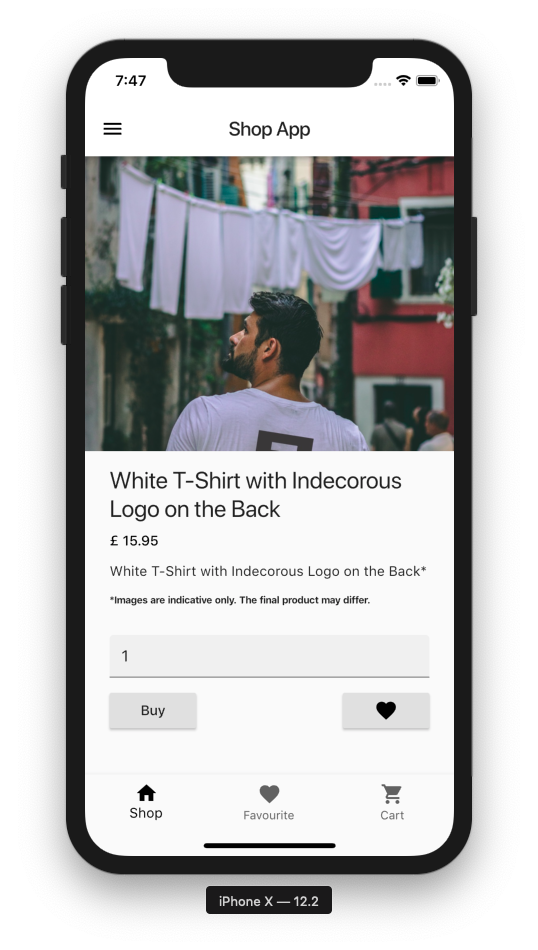 7:47
Shop App
White T-Shirt with Indecorous
Logo on the Back
£ 15.95
White T-Shirt with Indecorous Logo on the Back*
*Images are indicative only. The final product may differ.
1
Buy
Shop
Favourite
Cart
iPhone X — 12.2